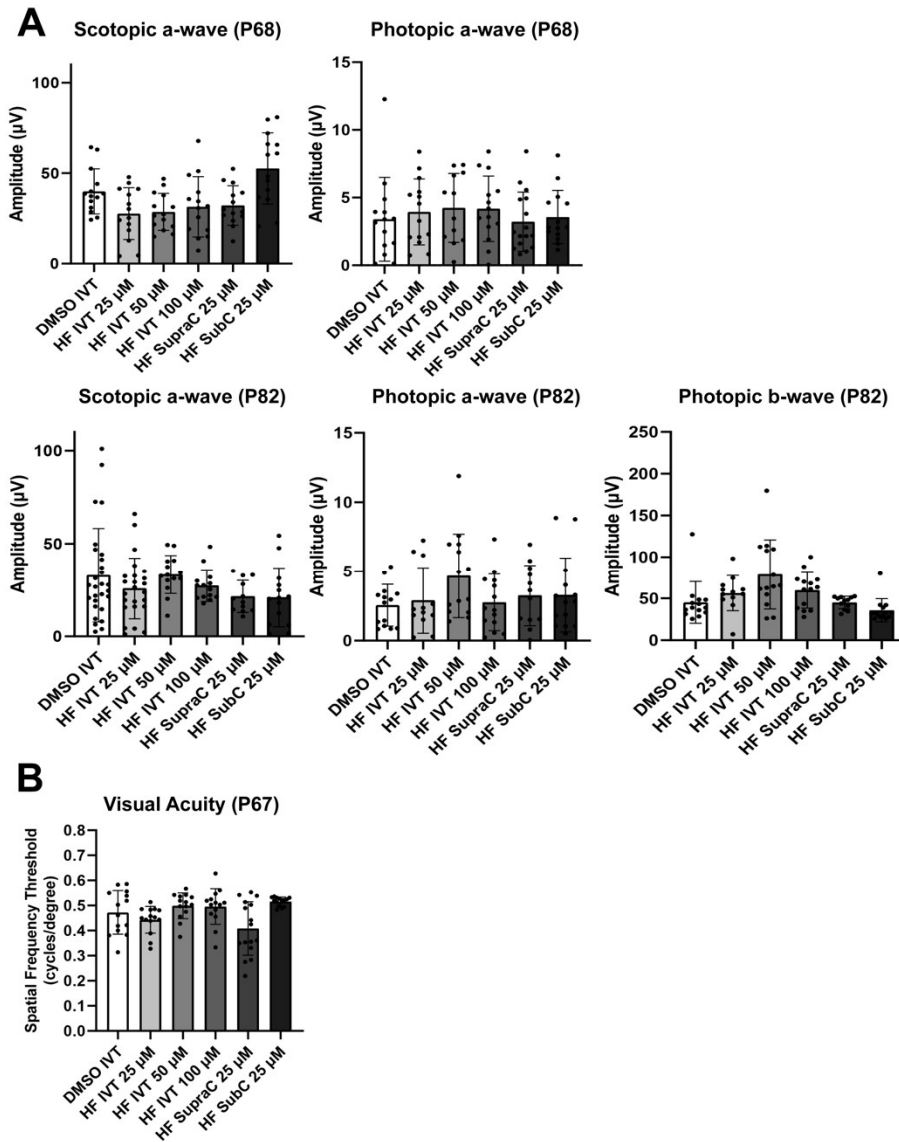 A
Scotopic a-wave (P68)
Amplitude (µV)
100
50
0
DMSO IVT
HF IVT 25 µM
HF IVT 50 µM
HF IVT 100 µM
HF SupraC 25 µM
HF SubC 25 µM
Photopic a-wave (P68)
Amplitude (µV)
15
10
5
0
DMSO IVT
HF IVT 25 µM
HF IVT 50 µM
HF IVT 100 µM
HF SupraC 25 µM
HF SubC 25 µM
Scotopic a-wave (P82)
Amplitude (µV)
100
50
0
DMSO IVT
HF IVT 25 µM
HF IVT 50 µM
HF IVT 100 µM
HF SupraC 25 µM
HF SubC 25 µM
Photopic a-wave (P82)
Amplitude (µV)
15
10
5
0
DMSO IVT
HF IVT 25 µM
HF IVT 50 µM
HF IVT 100 µM
HF SupraC 25 µM
HF SubC 25 µM
Photopic b-wave (P82)
Amplitude (µV)
250
200
150
100
50
0
DMSO IVT
HF IVT 25 µM
HF IVT 50 µM
HF IVT 100 µM
HF SupraC 25 µM
HF SubC 25 µM
B
Visual Acuity (P67)
Spatial Frequency Threshold
(cycles/degree)
0.8
0.7
0.6
0.5
0.4
0.3
0.2
0.1
0.0
DMSO IVT
HF IVT 25 µM
HF IVT 50 µM
HF IVT 100 µM
HF SupraC 25 µM
HF SubC 25 µM